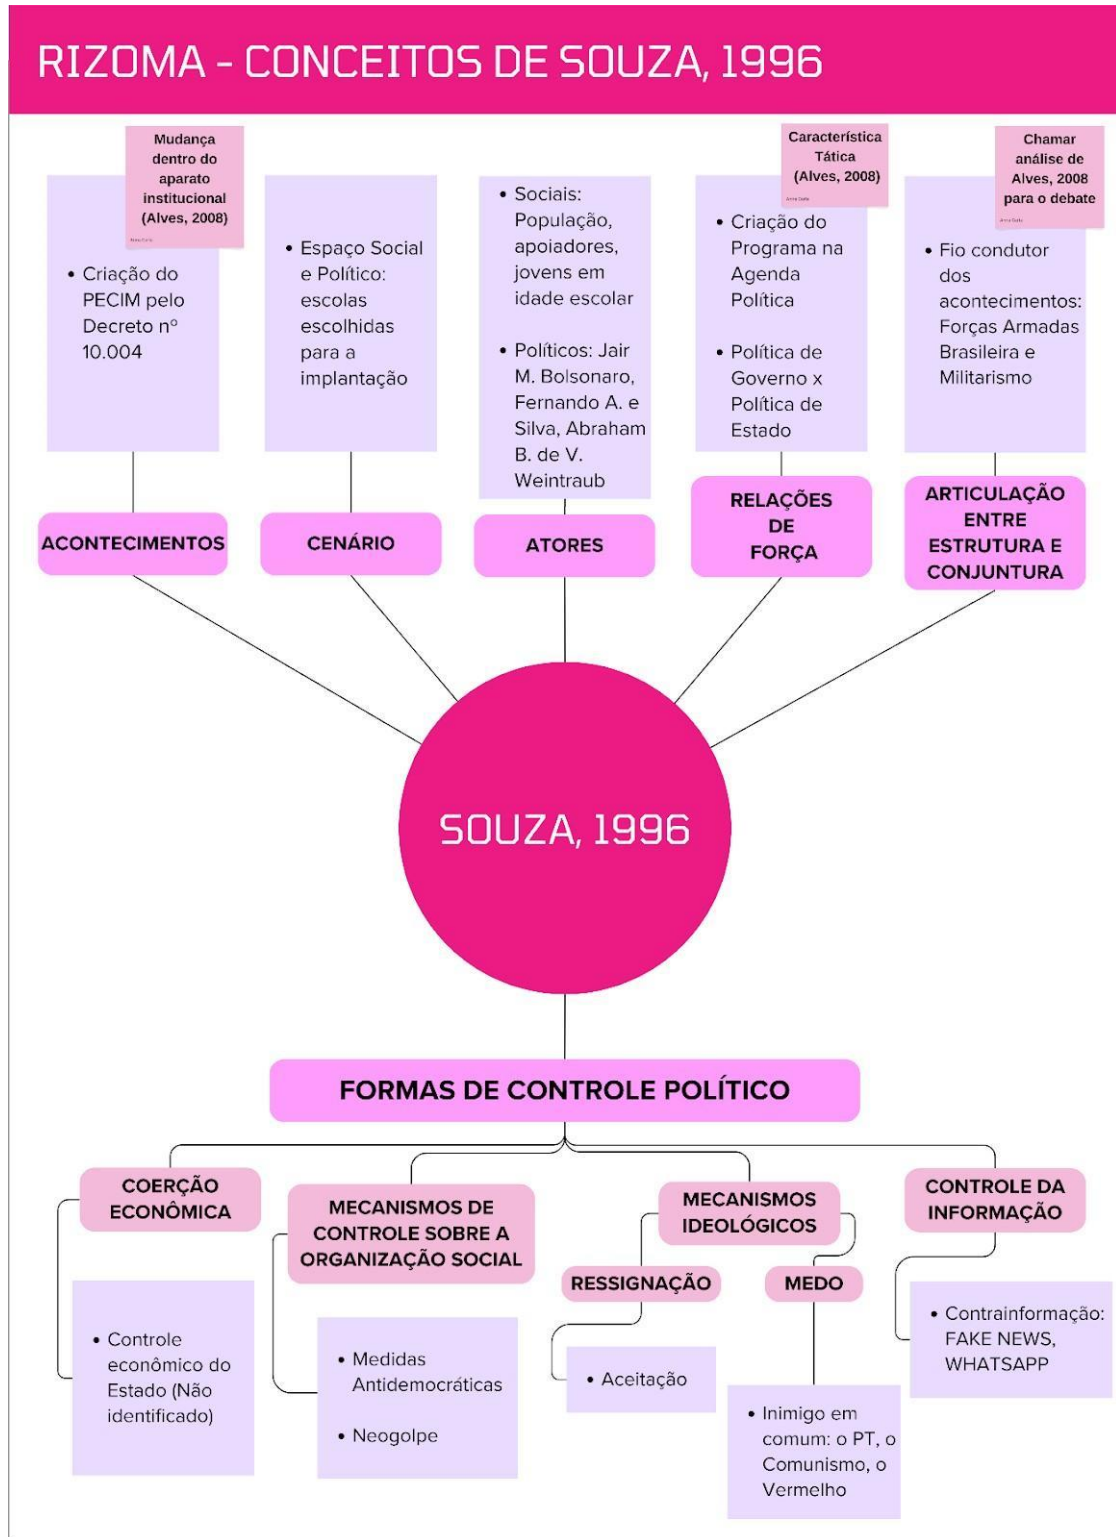 RIZOMA - CONCEITOS DE SOUZA, 1996
Mudança
dentro do
aparato
institucional
(Alves, 2008)
• Criação do
PECIM pelo
Decreto nº
10.004
ACONTECIMENTOS
• Espaço Social
e Político:
escolas
escolhidas
para a
implantação
CENÁRIO
• Sociais:
População,
apoiadores,
jovens em
idade escolar
• Políticos: Jair
M. Bolsonaro,
Fernando A. e
Silva, Abraham
B. de V.
Weintraub
ATORES
Característica
Tática
(Alves, 2008)
• Criação do
Programa na
Agenda
Política
• Política de
Governo x
Política de
Estado
RELAÇÕES
DE
FORÇA
Chamar
análise de
Alves, 2008
para o debate
• Fio condutor
dos
acontecimentos:
Forças Armadas
Brasileira e
Militarismo
ARTICULAÇÃO
ENTRE
ESTRUTURA E
CONJUNTURA
SOUZA, 1996
FORMAS DE CONTROLE POLÍTICO
COERÇÃO
ECONÔMICA
• Controle
econômico do
Estado (Não
identificado)
MECANISMOS DE
CONTROLE SOBRE A
ORGANIZAÇÃO SOCIAL
• Medidas
Antidemocráticas
• Neogolpe
MECANISMOS
IDEOLÓGICOS
RESSIGNAÇÃO
• Aceitação
MEDO
• Inimigo em
comum: o PT, o
Comunismo, o
Vermelho
CONTROLE DA
INFORMAÇÃO
• Contrainformação:
FAKE NEWS,
WHATSAPP